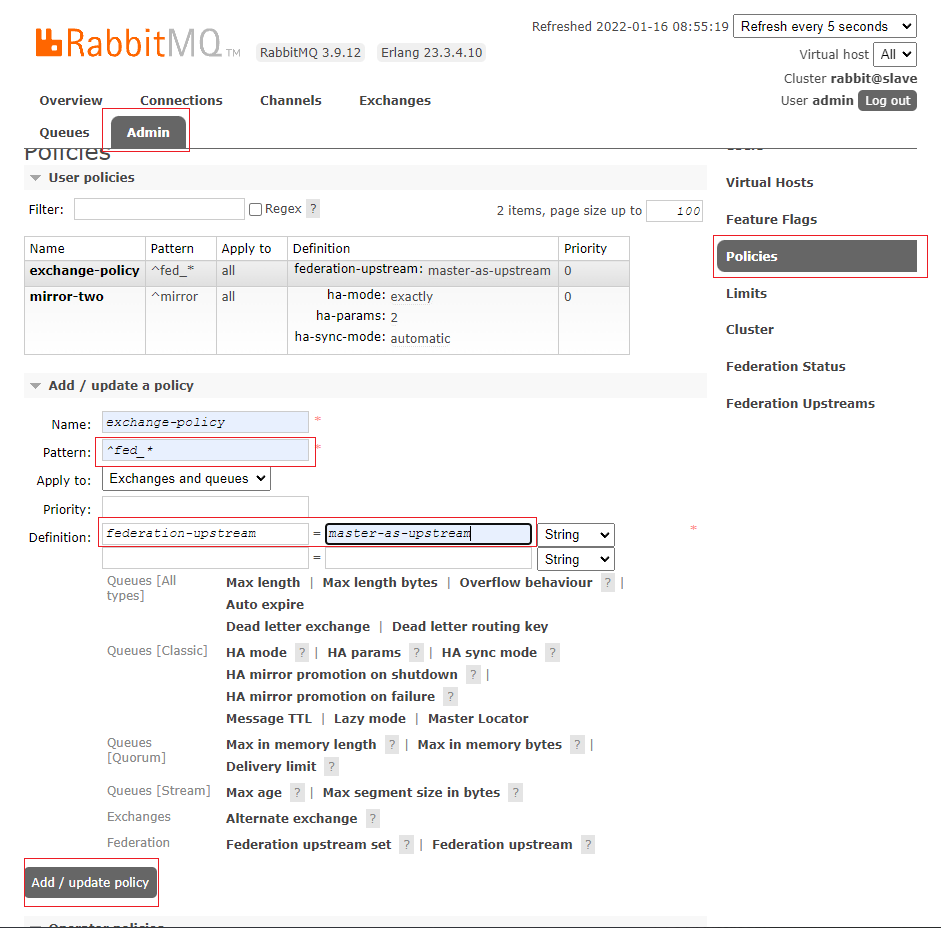 RabbitMQ TM RabbitMQ 3.9.12 Erlang 23.3.4.10
Refreshed 2022-01-16 08:55:19 Refresh every 5 seconds
Virtual host All
Cluster rabbit@slave
User admin Log out
Overview Connections Channels Exchanges
Queues Admin
Policies
User policies
Filter: Regex ? 2 items, page size up to 100
Name Pattern Apply to Definition Priority
exchange-policy ^fed_* all federation-upstream: master-as-upstream 0
mirror-two ^mirror all ha-mode: exactly 0
ha-params: 2
ha-sync-mode: automatic
Add / update a policy
Name: exchange-policy *
Pattern: ^fed_* *
Apply to: Exchanges and queues
Priority:
Definition: federation-upstream = master-as-upstream String *
= String
Queues [All types] Max length | Max length bytes | Overflow behaviour ? |
Auto expire
Dead letter exchange | Dead letter routing key
Queues [Classic] HA mode ? | HA params ? | HA sync mode ?
HA mirror promotion on shutdown ? |
HA mirror promotion on failure ?
Message TTL | Lazy mode | Master Locator
Queues [Quorum] Max in memory length ? | Max in memory bytes ? |
Delivery limit ?
Queues [Stream] Max age ? | Max segment size in bytes ?
Exchanges Alternate exchange ?
Federation Federation upstream set ? | Federation upstream ?
Add / update policy
Operator policies
Users
Virtual Hosts
Feature Flags
Policies
Limits
Cluster
Federation Status
Federation Upstreams